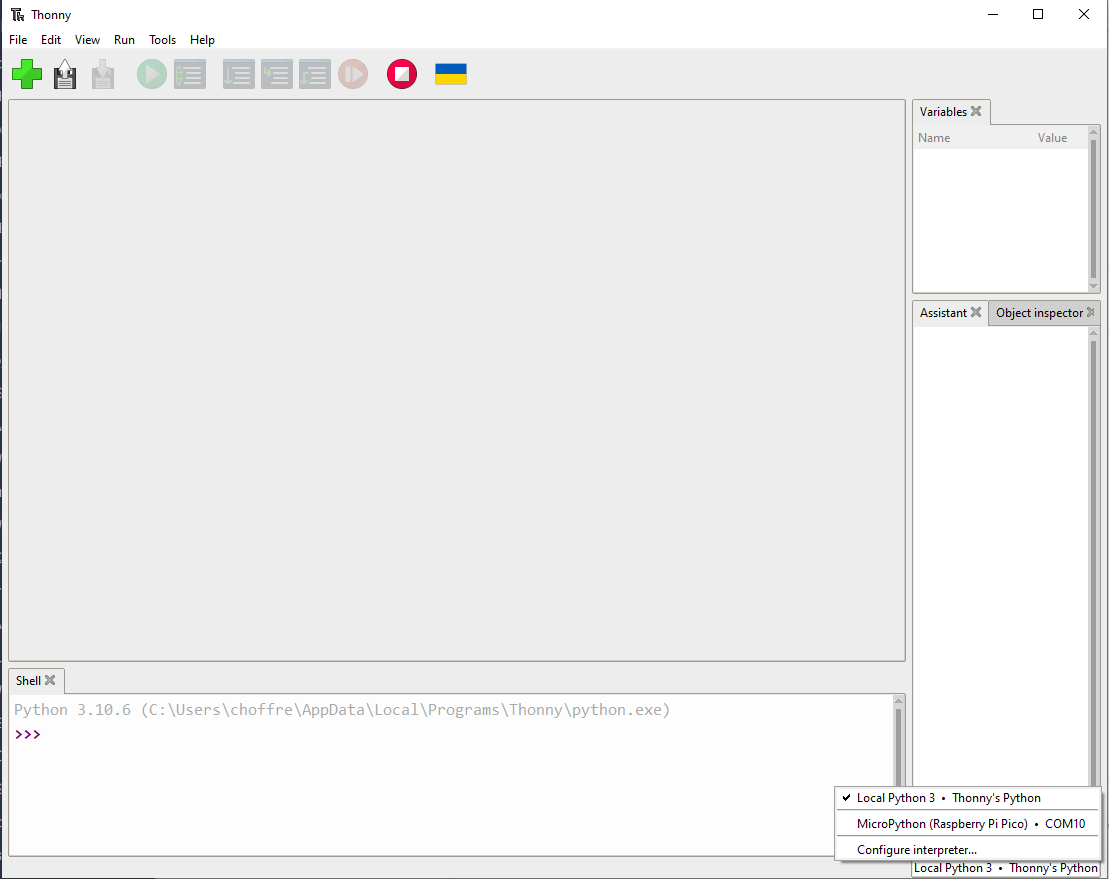 Thonny
File Edit View Run Tools Help
Variables
Name Value
Assistant Object inspector
Shell
Python 3.10.6 (C:\Users\choffre\AppData\Local\Programs\Thonny\python.exe)
>>>
Local Python 3 • Thonny's Python
MicroPython (Raspberry Pi Pico) • COM10
Configure interpreter...
Local Python 3 • Thonny's Python